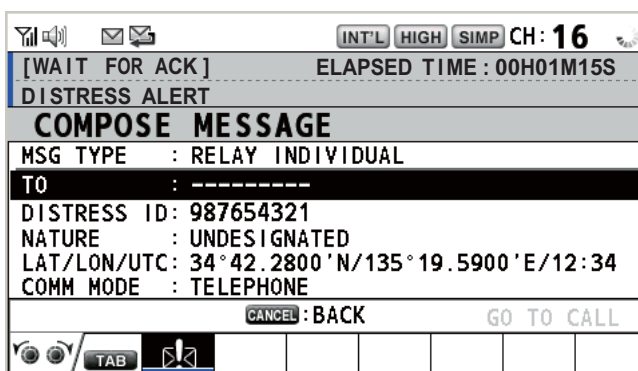 INT'L HIGH SIMP CH : 16
[WAIT FOR ACK] ELAPSED TIME : 00H01M15S
DISTRESS ALERT
COMPOSE MESSAGE
MSG TYPE : RELAY INDIVIDUAL
TO : ---------
DISTRESS ID: 987654321
NATURE : UNDESIGNATED
LAT/LON/UTC: 34°42.2800'N/135°19.5900'E/12:34
COMM MODE : TELEPHONE
CANCEL : BACK GO TO CALL
TAB